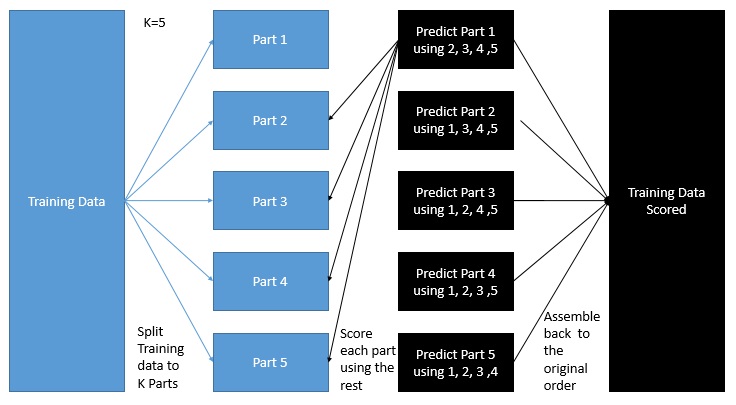 K=5
Training Data
Split
Training
data to
K Parts
Part 1
Part 2
Part 3
Part 4
Part 5
Score
each part
using the
rest
Predict Part 1
using 2, 3, 4 ,5
Predict Part 2
using 1, 3, 4 ,5
Predict Part 3
using 1, 2, 4 ,5
Predict Part 4
using 1, 2, 3 ,5
Predict Part 5
using 1, 2, 3 ,4
Assemble
back to
the
original
order
Training Data
Scored